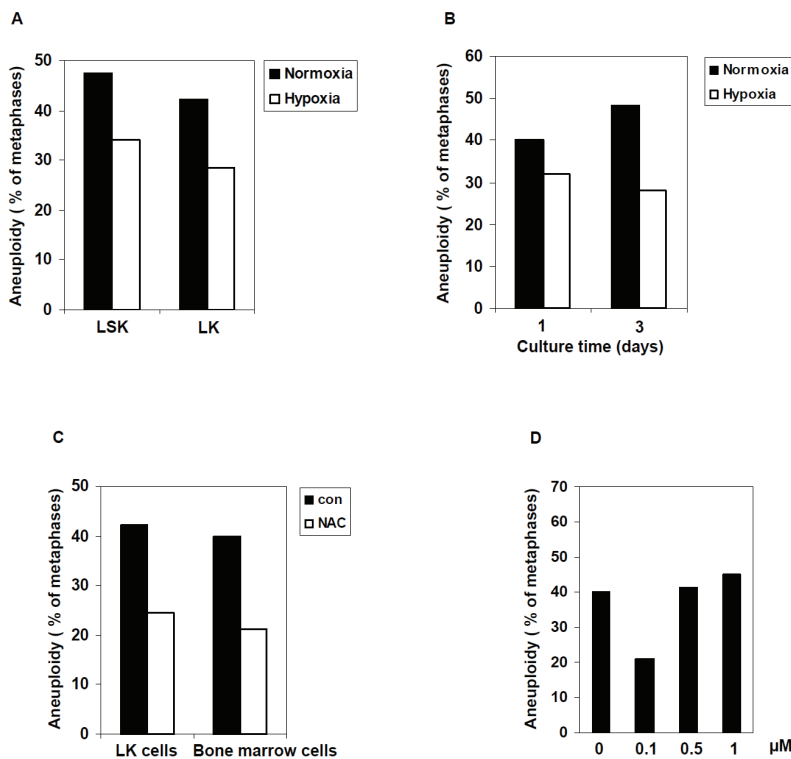 A
Aneuploidy ( % of metaphases)
50
40
30
20
10
0
LSK LK
Normoxia
Hypoxia
B
Aneuploidy ( % of metaphases)
60
50
40
30
20
10
0
1 3
Culture time (days)
Normoxia
Hypoxia
C
Aneuploidy ( % of metaphases)
50
40
30
20
10
0
LK cells Bone marrow cells
con
NAC
D
Aneuploidy ( % of metaphases)
70
60
50
40
30
20
10
0
0 0.1 0.5 1 µM